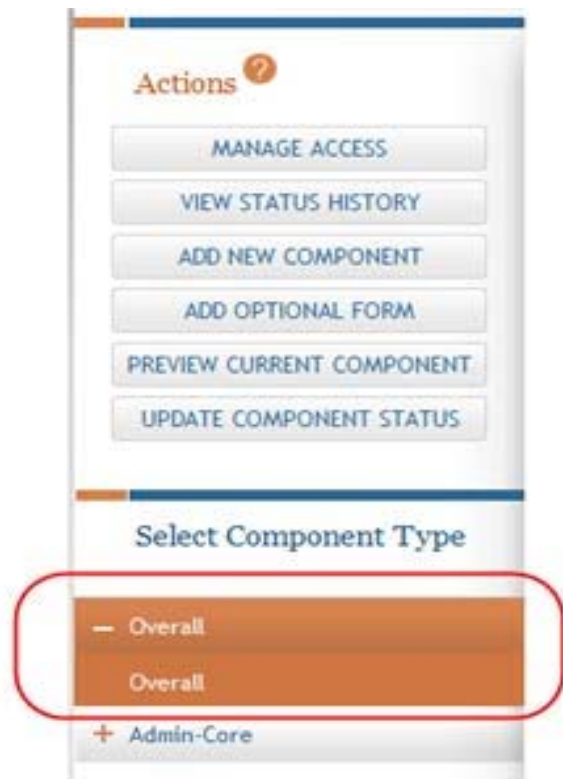 Actions ?
MANAGE ACCESS
VIEW STATUS HISTORY
ADD NEW COMPONENT
ADD OPTIONAL FORM
PREVIEW CURRENT COMPONENT
UPDATE COMPONENT STATUS
Select Component Type
− Overall
Overall
+ Admin-Core